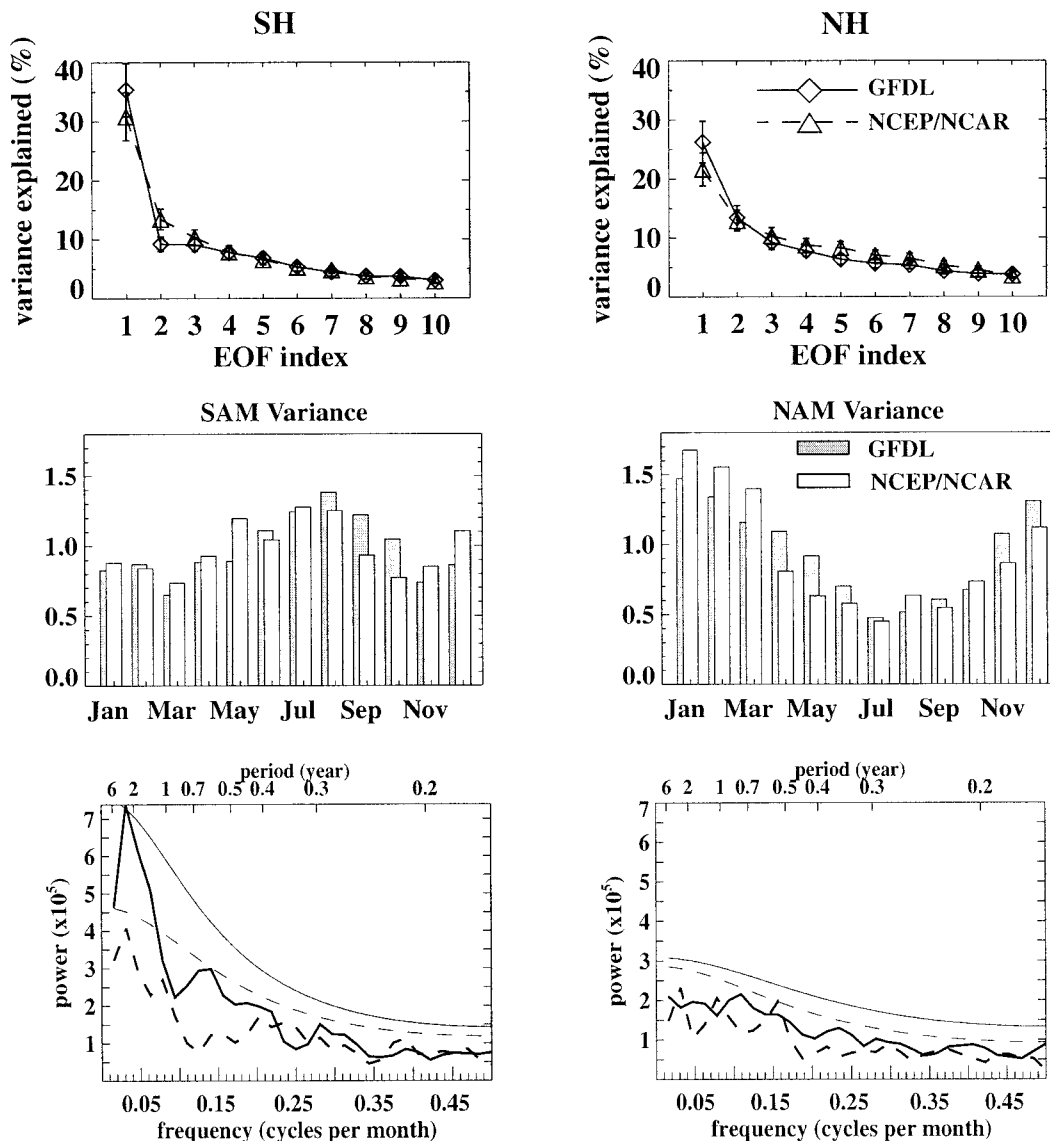 SH
NH
variance explained (%)
40
30
20
10
0
1 2 3 4 5 6 7 8 9 10
EOF index
variance explained (%)
40
30
20
10
0
GFDL
NCEP/NCAR
1 2 3 4 5 6 7 8 9 10
EOF index
SAM Variance
1.5
1.0
0.5
0.0
Jan Mar May Jul Sep Nov
NAM Variance
1.5
1.0
0.5
0.0
GFDL
NCEP/NCAR
Jan Mar May Jul Sep Nov
period (year)
6 2 1 0.7 0.5 0.4 0.3 0.2
power (x10⁵)
7
6
5
4
3
2
1
0.05 0.15 0.25 0.35 0.45
frequency (cycles per month)
period (year)
6 2 1 0.7 0.5 0.4 0.3 0.2
power (x10⁵)
7
6
5
4
3
2
1
0.05 0.15 0.25 0.35 0.45
frequency (cycles per month)